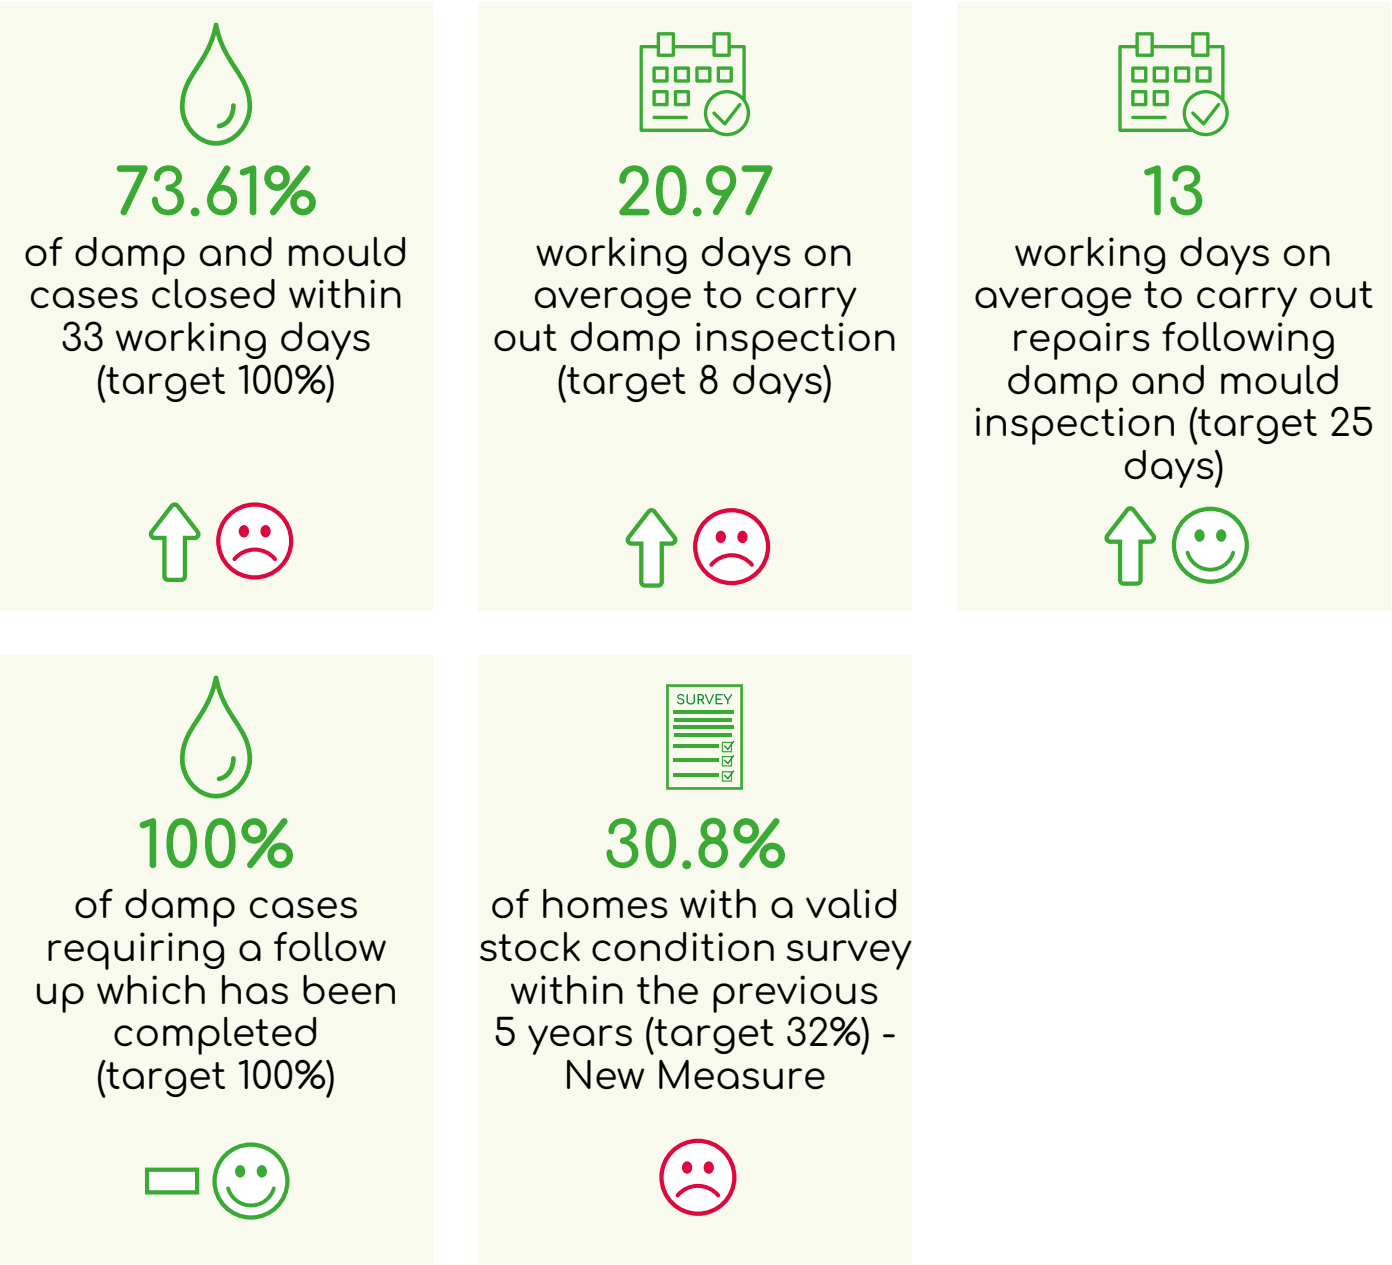 73.61%
of damp and mould
cases closed within
33 working days
(target 100%)
20.97
working days on
average to carry
out damp inspection
(target 8 days)
13
working days on
average to carry out
repairs following
damp and mould
inspection (target 25
days)
100%
of damp cases
requiring a follow
up which has been
completed
(target 100%)
SURVEY
30.8%
of homes with a valid
stock condition survey
within the previous
5 years (target 32%) -
New Measure